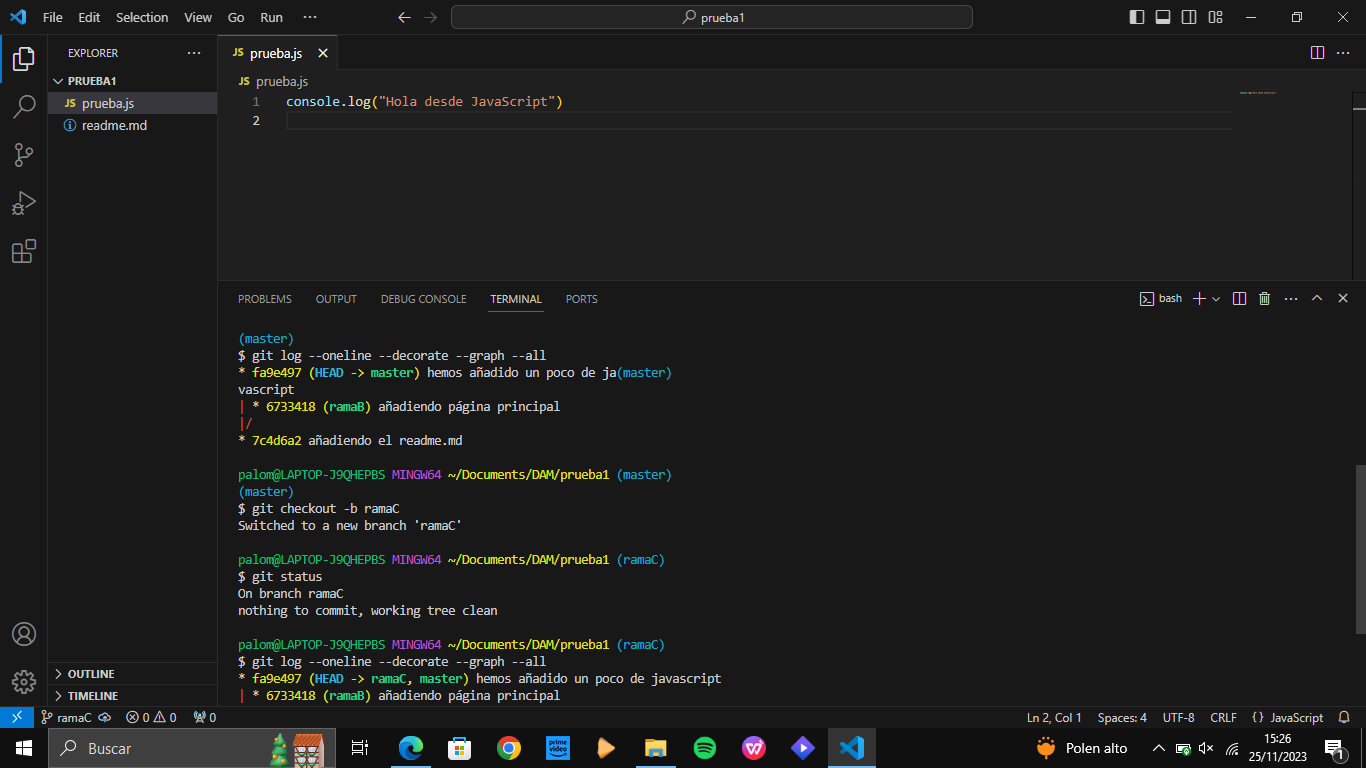 File Edit Selection View Go Run ··· prueba1
EXPLORER ···
PRUEBA1
JS prueba.js
readme.md
OUTLINE
TIMELINE
JS prueba.js
JS prueba.js
1 console.log("Hola desde JavaScript")
2
PROBLEMS OUTPUT DEBUG CONSOLE TERMINAL PORTS bash
(master)
$ git log --oneline --decorate --graph --all
* fa9e497 (HEAD -> master) hemos añadido un poco de ja(master)
vascript
| * 6733418 (ramaB) añadiendo página principal
|/
* 7c4d6a2 añadiendo el readme.md
palom@LAPTOP-J9QHEPBS MINGW64 ~/Documents/DAM/prueba1 (master)
(master)
$ git checkout -b ramaC
Switched to a new branch 'ramaC'
palom@LAPTOP-J9QHEPBS MINGW64 ~/Documents/DAM/prueba1 (ramaC)
$ git status
On branch ramaC
nothing to commit, working tree clean
palom@LAPTOP-J9QHEPBS MINGW64 ~/Documents/DAM/prueba1 (ramaC)
$ git log --oneline --decorate --graph --all
* fa9e497 (HEAD -> ramaC, master) hemos añadido un poco de javascript
| * 6733418 (ramaB) añadiendo página principal
ramaC 0 0 0 Ln 2, Col 1 Spaces: 4 UTF-8 CRLF {} JavaScript
Buscar prime video Polen alto 15:26
25/11/2023 1